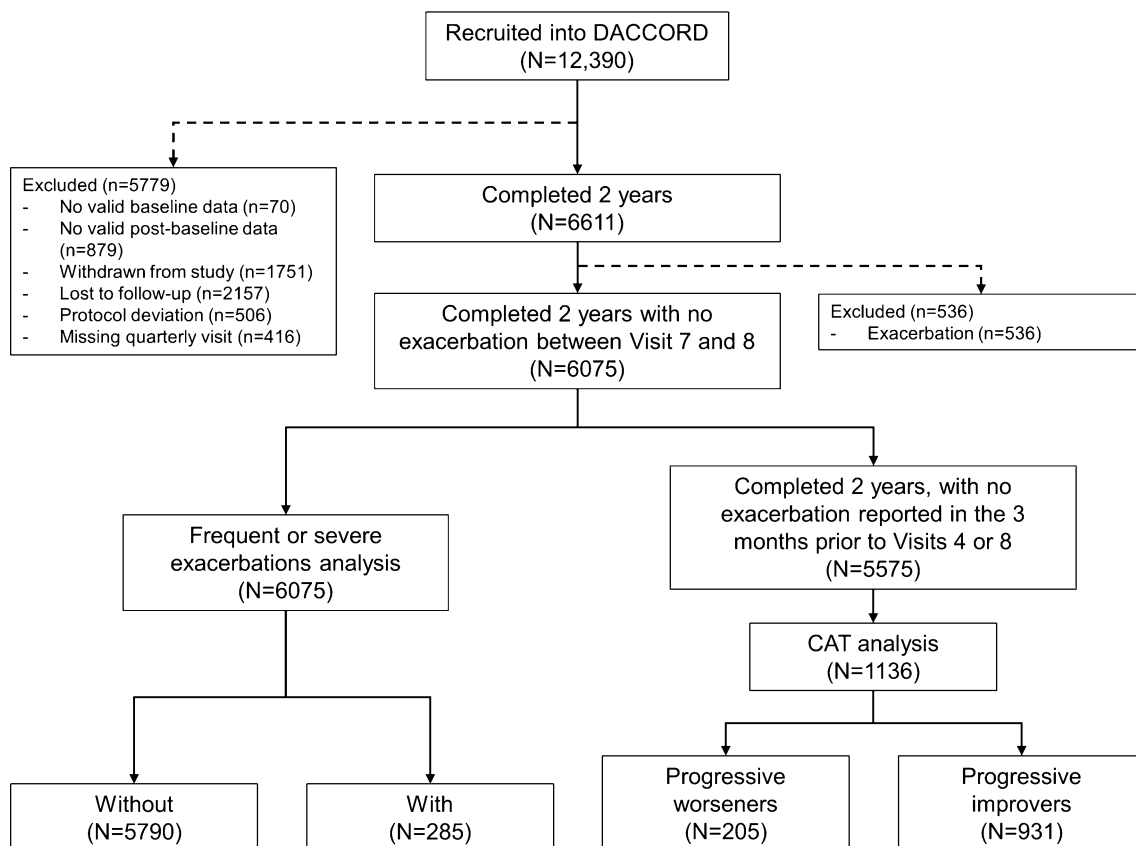 Recruited into DACCORD
(N=12,390)
Excluded (n=5779)
- No valid baseline data (n=70)
- No valid post-baseline data
(n=879)
- Withdrawn from study (n=1751)
- Lost to follow-up (n=2157)
- Protocol deviation (n=506)
- Missing quarterly visit (n=416)
Completed 2 years
(N=6611)
Excluded (n=536)
- Exacerbation (n=536)
Completed 2 years with no
exacerbation between Visit 7 and 8
(N=6075)
Frequent or severe
exacerbations analysis
(N=6075)
Completed 2 years, with no
exacerbation reported in the 3
months prior to Visits 4 or 8
(N=5575)
CAT analysis
(N=1136)
Without
(N=5790)
With
(N=285)
Progressive
worseners
(N=205)
Progressive
improvers
(N=931)